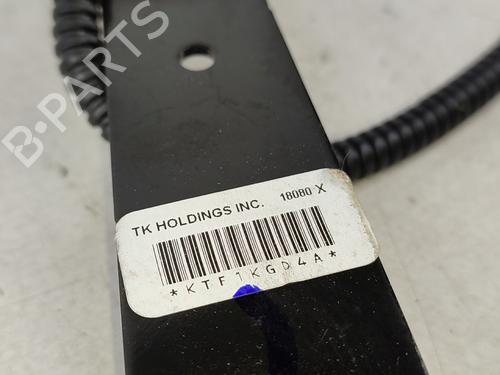 B-PARTS
TK HOLDINGS INC. 18080 X
*KTF1KGD4A*